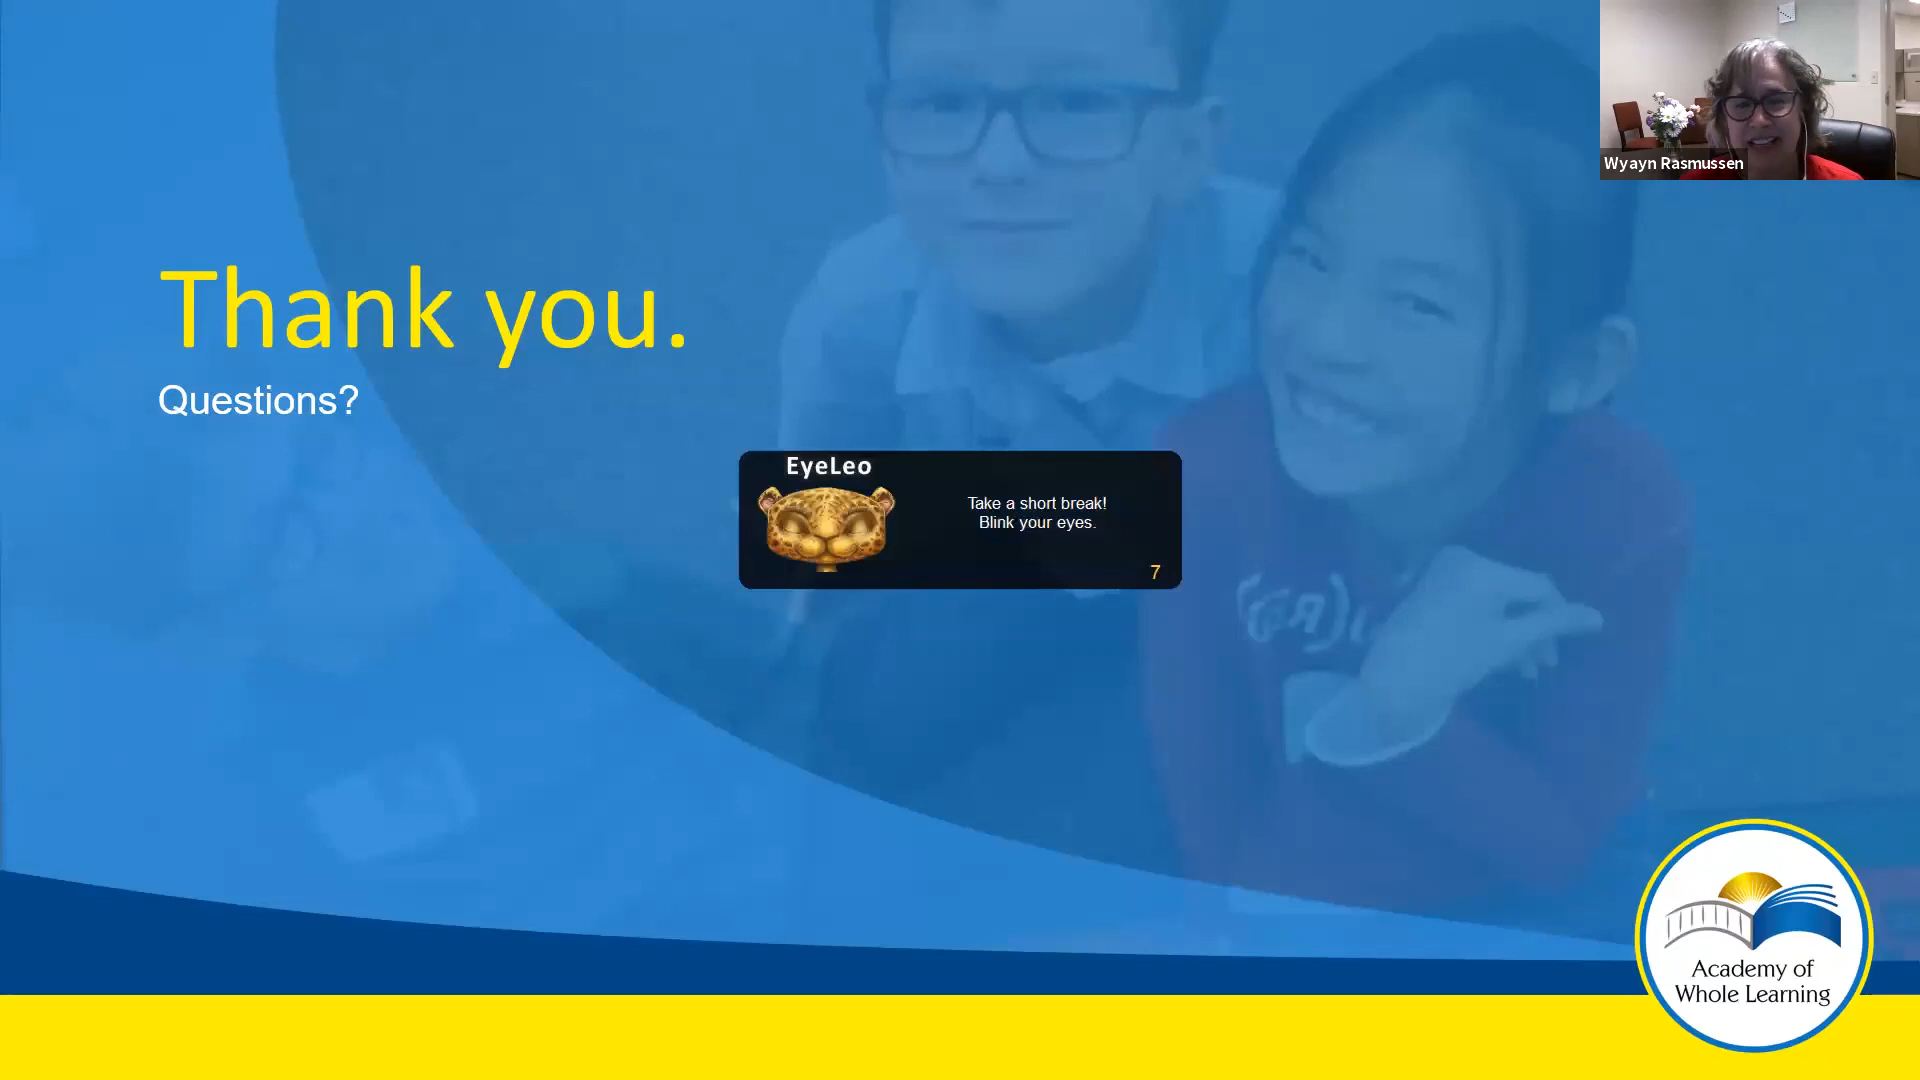 Wyayn Rasmussen
Thank you.
Questions?
EyeLeo
Take a short break!
Blink your eyes.
7
Academy of
Whole Learning